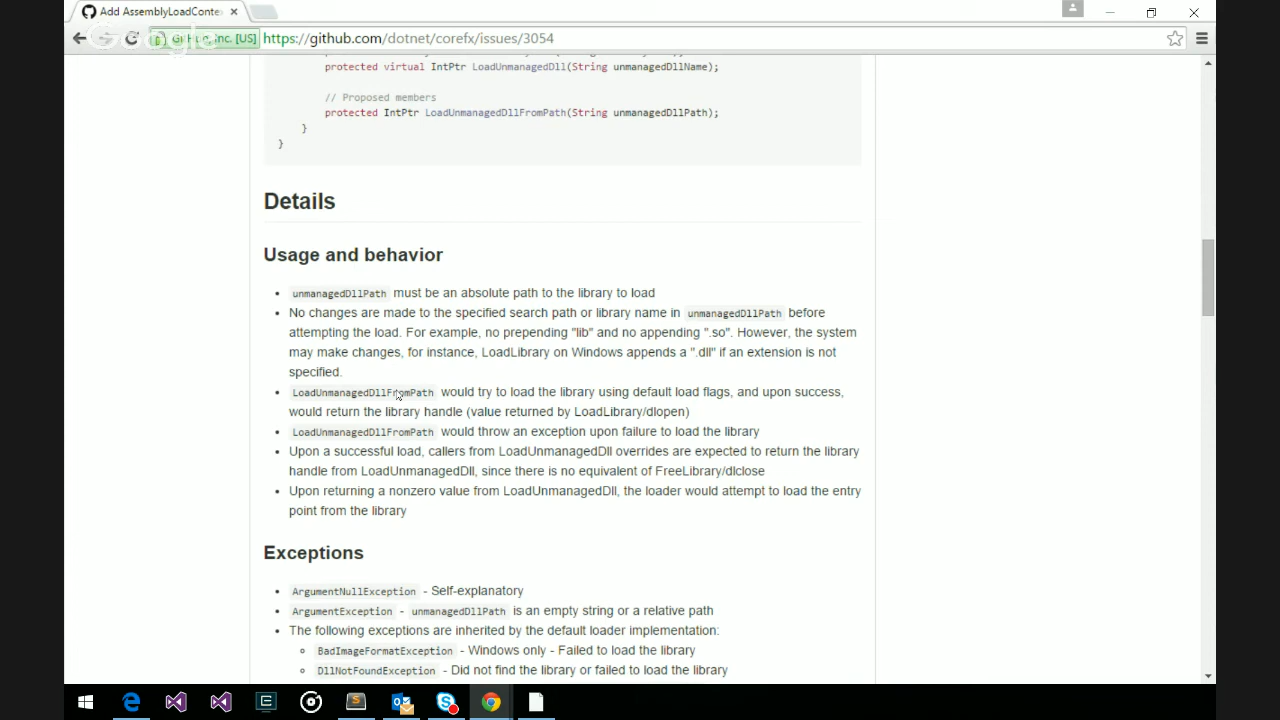 Add AssemblyLoadConte
Google
GitHub, Inc. [US] https://github.com/dotnet/corefx/issues/3054
protected virtual IntPtr LoadUnmanagedDll(String unmanagedDllName);
// Proposed members
protected IntPtr LoadUnmanagedDllFromPath(String unmanagedDllPath);
}
}
Details
Usage and behavior
• unmanagedDllPath must be an absolute path to the library to load
• No changes are made to the specified search path or library name in unmanagedDllPath before
attempting the load. For example, no prepending "lib" and no appending ".so". However, the system
may make changes, for instance, LoadLibrary on Windows appends a ".dll" if an extension is not
specified.
• LoadUnmanagedDllFromPath would try to load the library using default load flags, and upon success,
would return the library handle (value returned by LoadLibrary/dlopen)
• LoadUnmanagedDllFromPath would throw an exception upon failure to load the library
• Upon a successful load, callers from LoadUnmanagedDll overrides are expected to return the library
handle from LoadUnmanagedDll, since there is no equivalent of FreeLibrary/dlclose
• Upon returning a nonzero value from LoadUnmanagedDll, the loader would attempt to load the entry
point from the library
Exceptions
• ArgumentNullException - Self-explanatory
• ArgumentException - unmanagedDllPath is an empty string or a relative path
• The following exceptions are inherited by the default loader implementation:
◦ BadImageFormatException - Windows only - Failed to load the library
◦ DllNotFoundException - Did not find the library or failed to load the library